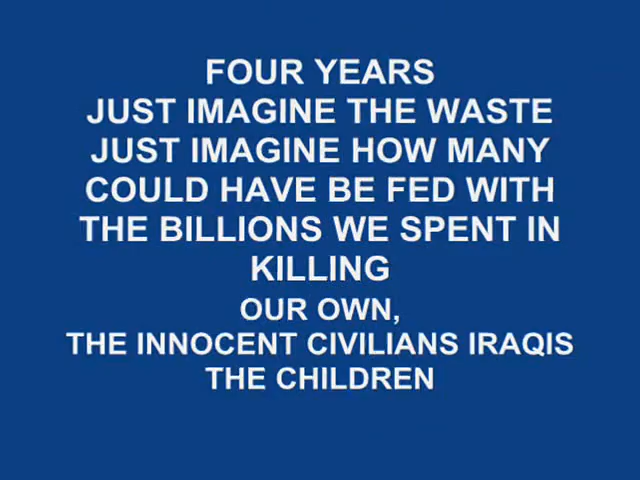 FOUR YEARS
JUST IMAGINE THE WASTE
JUST IMAGINE HOW MANY
COULD HAVE BE FED WITH
THE BILLIONS WE SPENT IN
KILLING
OUR OWN,
THE INNOCENT CIVILIANS IRAQIS
THE CHILDREN